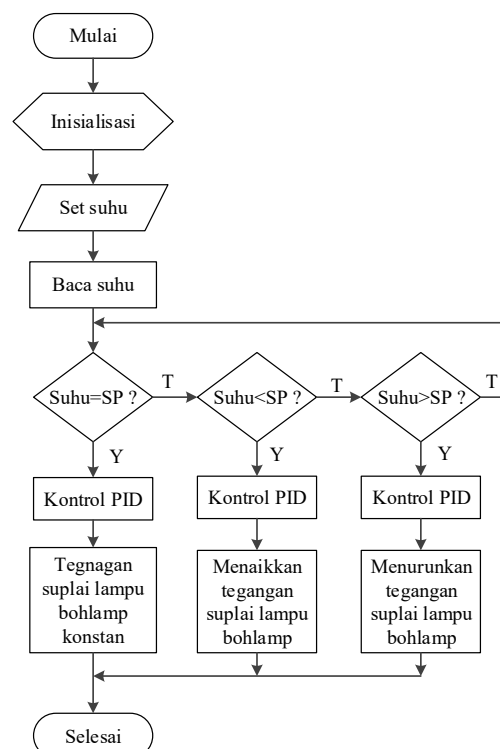 Mulai
Inisialisasi
Set suhu
Baca suhu
Suhu=SP ?
T
Suhu<SP ?
T
Suhu>SP ?
T
Y
Y
Y
Kontrol PID
Kontrol PID
Kontrol PID
Tegnagan
suplai lampu
bohlamp
konstan
Menaikkan
tegangan
suplai lampu
bohlamp
Menurunkan
tegangan
suplai lampu
bohlamp
Selesai